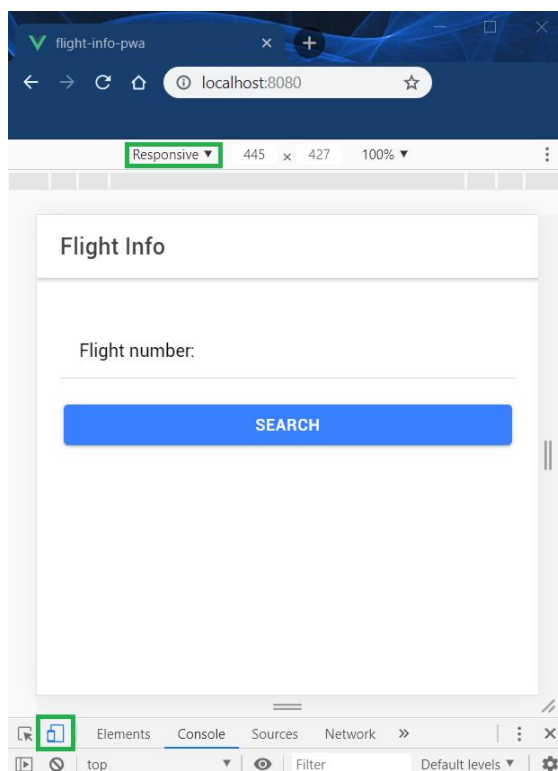 flight-info-pwa
localhost:8080
Responsive ▼ 445 x 427 100% ▼
Flight Info
Flight number:
SEARCH
Elements Console Sources Network »
top ▼ Filter Default levels ▼